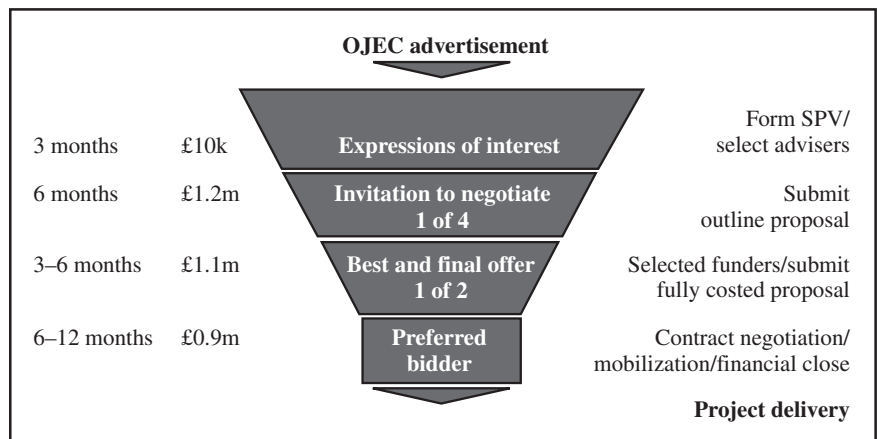 OJEC advertisement
3 months £10k Expressions of interest Form SPV/
select advisers
6 months £1.2m Invitation to negotiate Submit
1 of 4 outline proposal
3–6 months £1.1m Best and final offer Selected funders/submit
1 of 2 fully costed proposal
6–12 months £0.9m Preferred Contract negotiation/
bidder mobilization/financial close
Project delivery